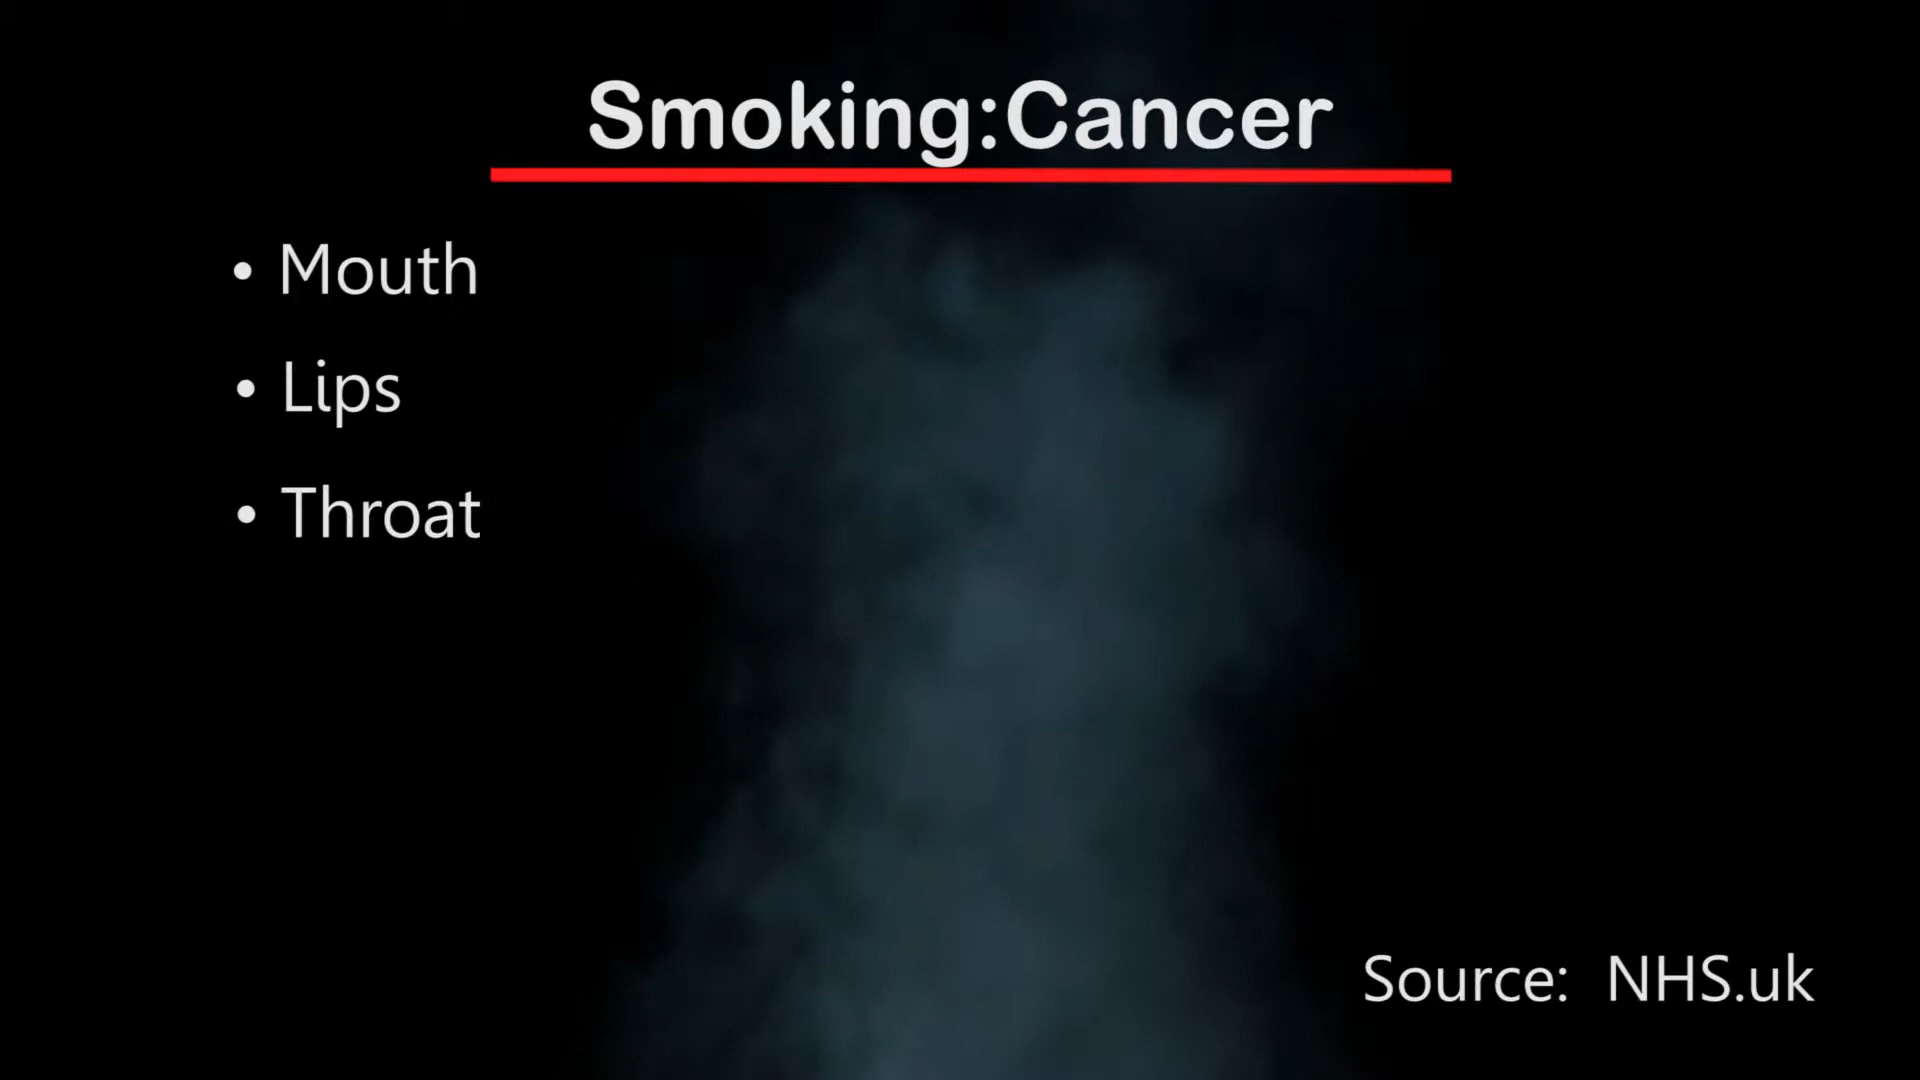 Smoking:Cancer
• Mouth
• Lips
• Throat
Source: NHS.uk